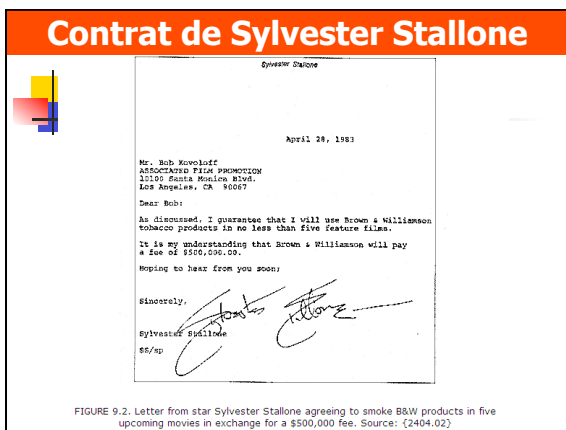 Contrat de Sylvester Stallone
Sylvester Stallone
April 28, 1983
Mr. Bob Kovoloff
ASSOCIATED FILM PROMOTION
10100 Santa Monica Blvd.
Los Angeles, CA 90067
Dear Bob:
As discussed, I guarantee that I will use Brown & Williamson
tobacco products in no less than five feature films.
It is my understanding that Brown & Williamson will pay
a fee of $500,000.00.
Hoping to hear from you soon;
Sincerely,
Sylvester Stallone
Sylvester Stallone
SS/sp
FIGURE 9.2. Letter from star Sylvester Stallone agreeing to smoke B&W products in five
upcoming movies in exchange for a $500,000 fee. Source: {2404.02}